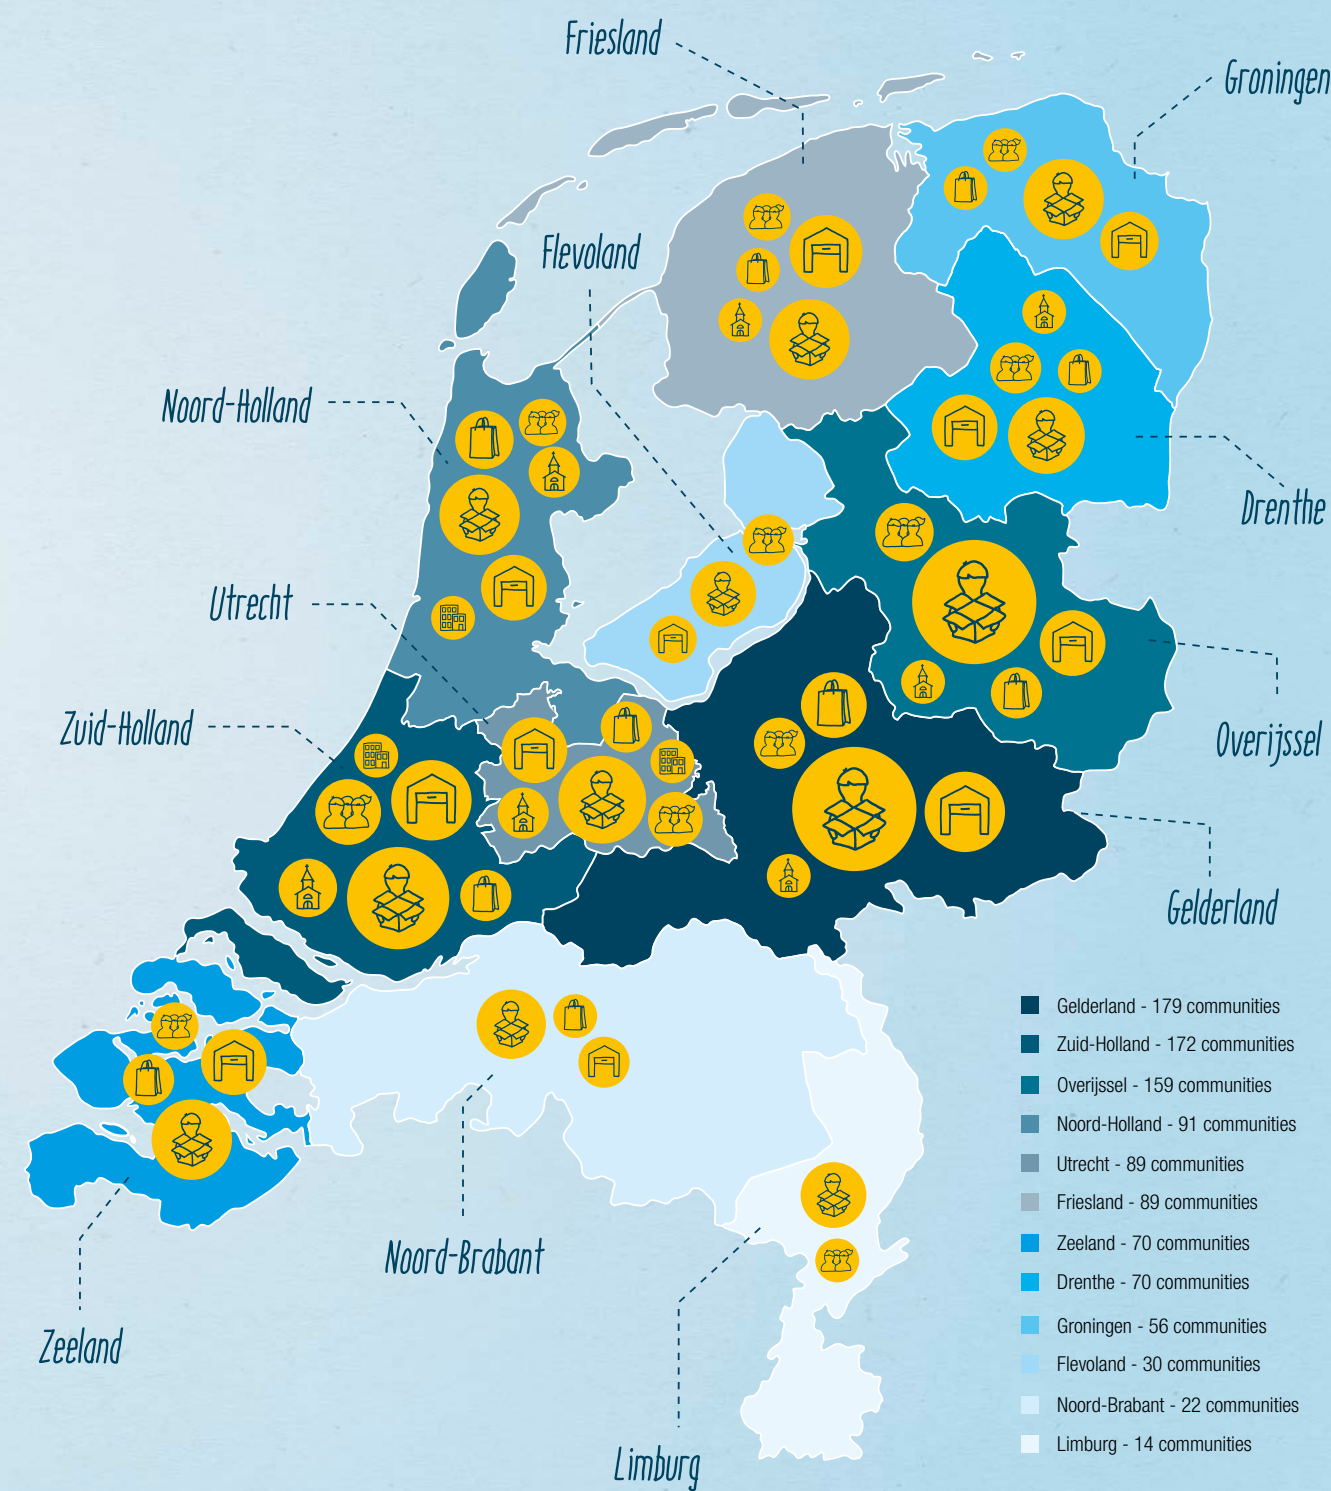 Friesland
Groningen
Flevoland
Noord-Holland
Drenthe
Utrecht
Zuid-Holland
Overijssel
Gelderland
Noord-Brabant
Zeeland
Limburg
Gelderland - 179 communities
Zuid-Holland - 172 communities
Overijssel - 159 communities
Noord-Holland - 91 communities
Utrecht - 89 communities
Friesland - 89 communities
Zeeland - 70 communities
Drenthe - 70 communities
Groningen - 56 communities
Flevoland - 30 communities
Noord-Brabant - 22 communities
Limburg - 14 communities